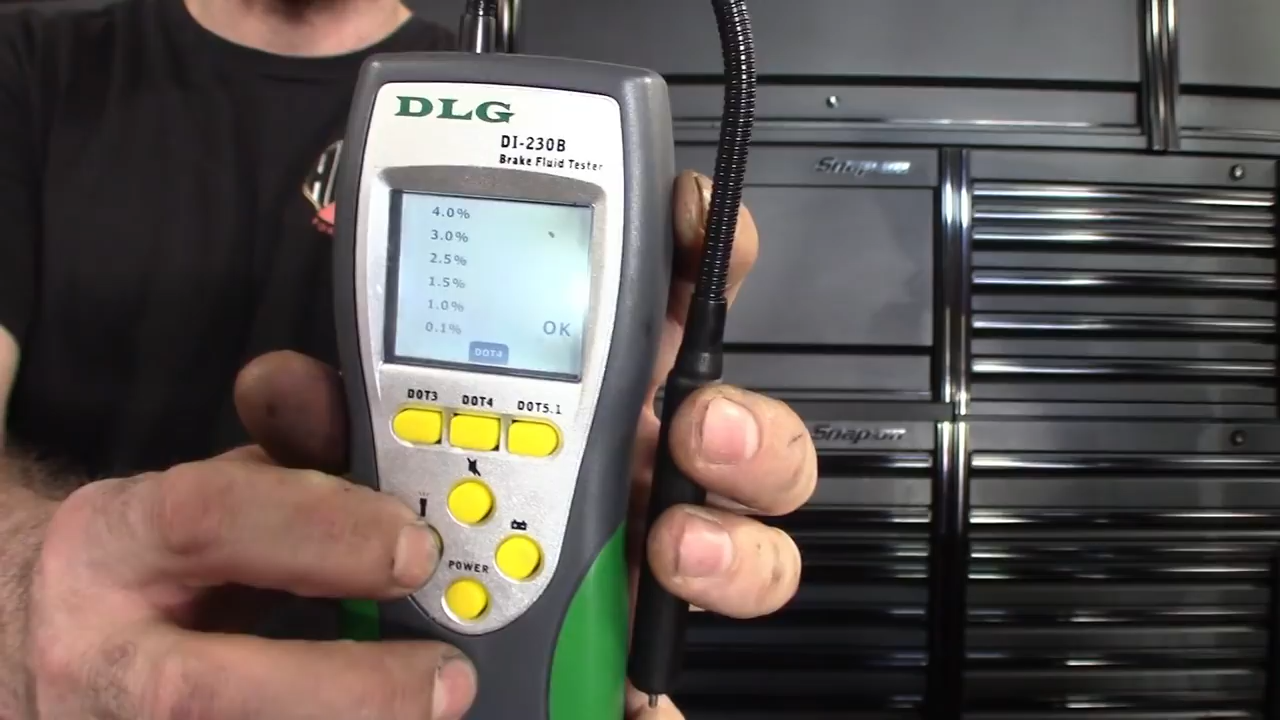 DLG
DI-230B
Brake Fluid Tester
4.0%
3.0%
2.5%
1.5%
1.0%
0.1% OK
DOT4
DOT3 DOT4 DOT5.1
POWER
Snap-on
Snap-on